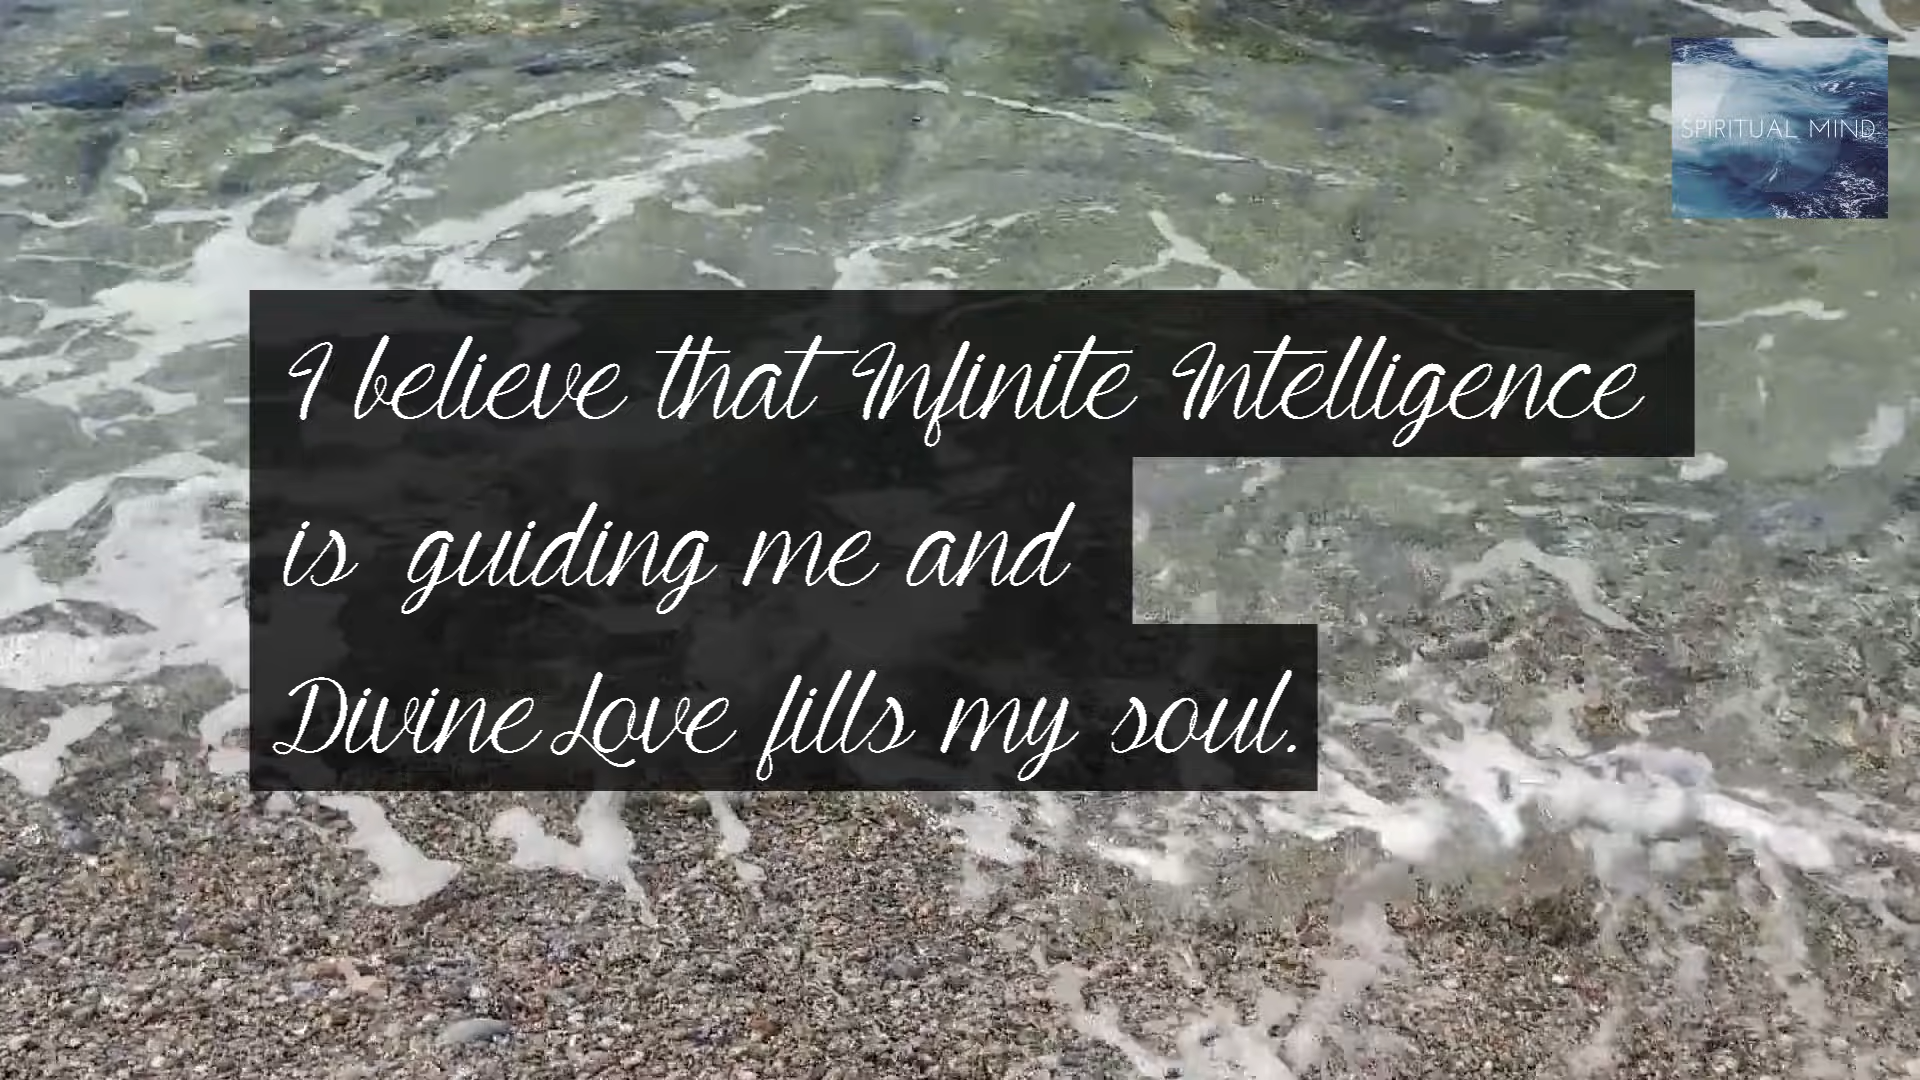 SPIRITUAL MIND
I believe that Infinite Intelligence
is guiding me and
Divine Love fills my soul.